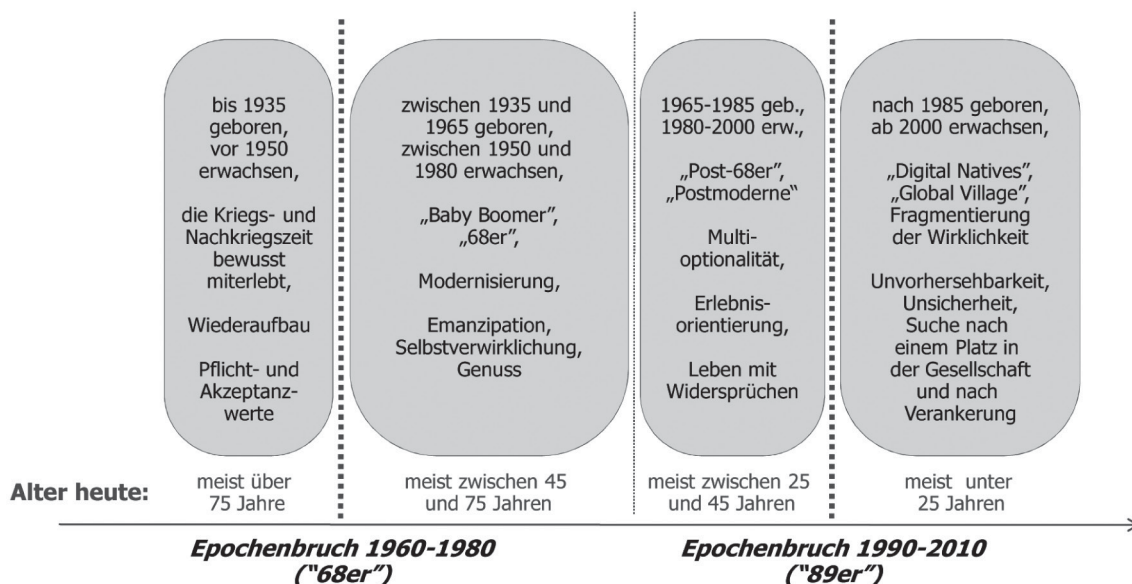 bis 1935
geboren,
vor 1950
erwachsen,
die Kriegs- und
Nachkriegszeit
bewusst
miterlebt,
Wiederaufbau
Pflicht- und
Akzeptanz-
werte
zwischen 1935 und
1965 geboren,
zwischen 1950 und
1980 erwachsen,
„Baby Boomer”,
„68er”,
Modernisierung,
Emanzipation,
Selbstverwirklichung,
Genuss
1965-1985 geb.,
1980-2000 erw.,
„Post-68er”,
„Postmoderne“
Multi-
optionalität,
Erlebnis-
orientierung,
Leben mit
Widersprüchen
nach 1985 geboren,
ab 2000 erwachsen,
„Digital Natives”,
„Global Village”,
Fragmentierung
der Wirklichkeit
Unvorhersehbarkeit,
Unsicherheit,
Suche nach
einem Platz in
der Gesellschaft
und nach
Verankerung
Alter heute:
meist über
75 Jahre
meist zwischen 45
und 75 Jahren
meist zwischen 25
und 45 Jahren
meist unter
25 Jahren
Epochenbruch 1960-1980
("68er")
Epochenbruch 1990-2010
("89er")